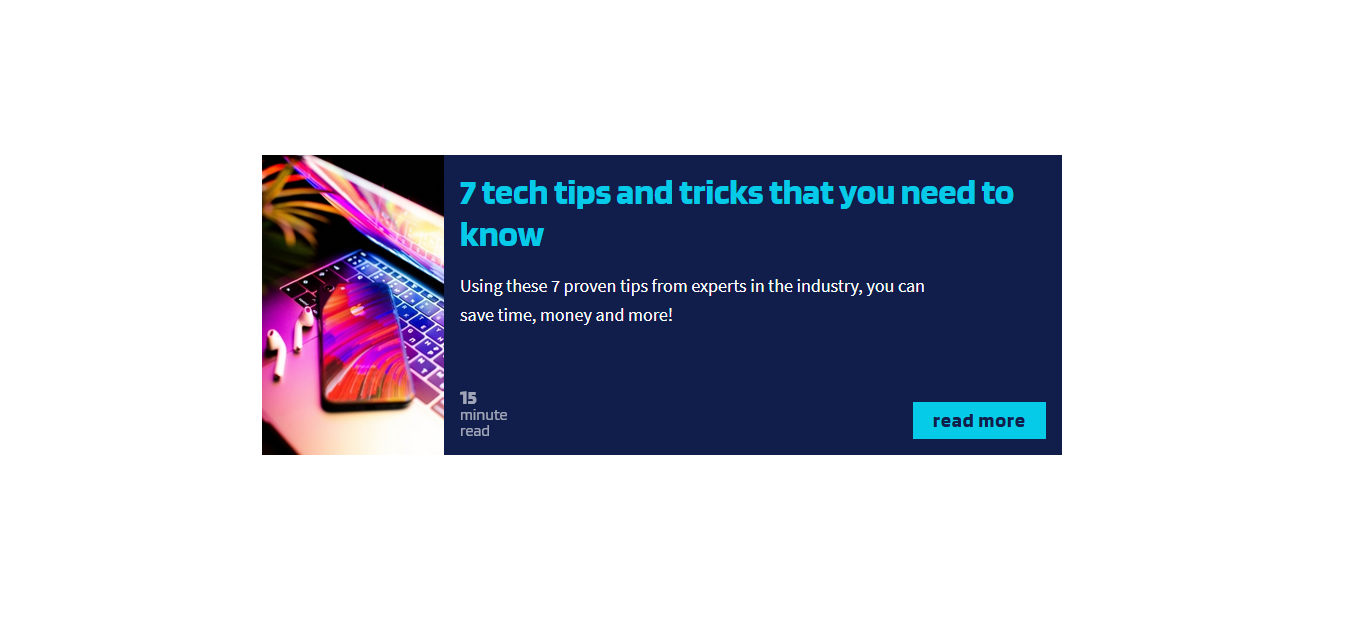 7 tech tips and tricks that you need to
know
Using these 7 proven tips from experts in the industry, you can
save time, money and more!
15
minute
read
read more